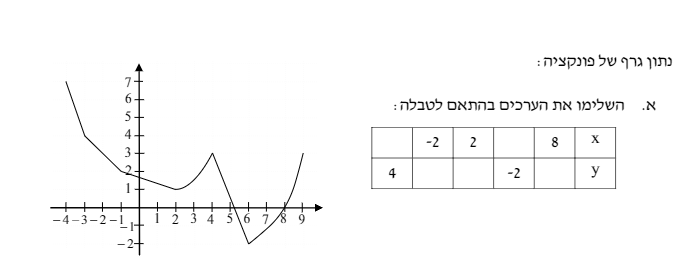 נתון גרף של פונקציה:
א. השלימו את הערכים בהתאם לטבלה:
x 8 2 -2
y -2 4
7
6
5
4
3
2
1
-4 -3 -2 -1 1 2 3 4 5 6 7 8 9
-1
-2